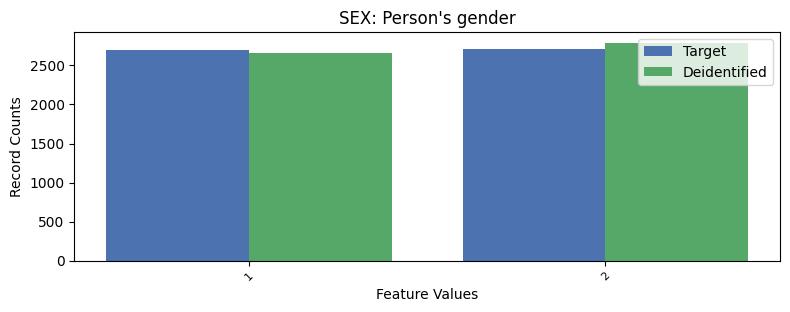 SEX: Person's gender
Target
Deidentified
Record Counts
2500
2000
1500
1000
500
0
1
2
Feature Values